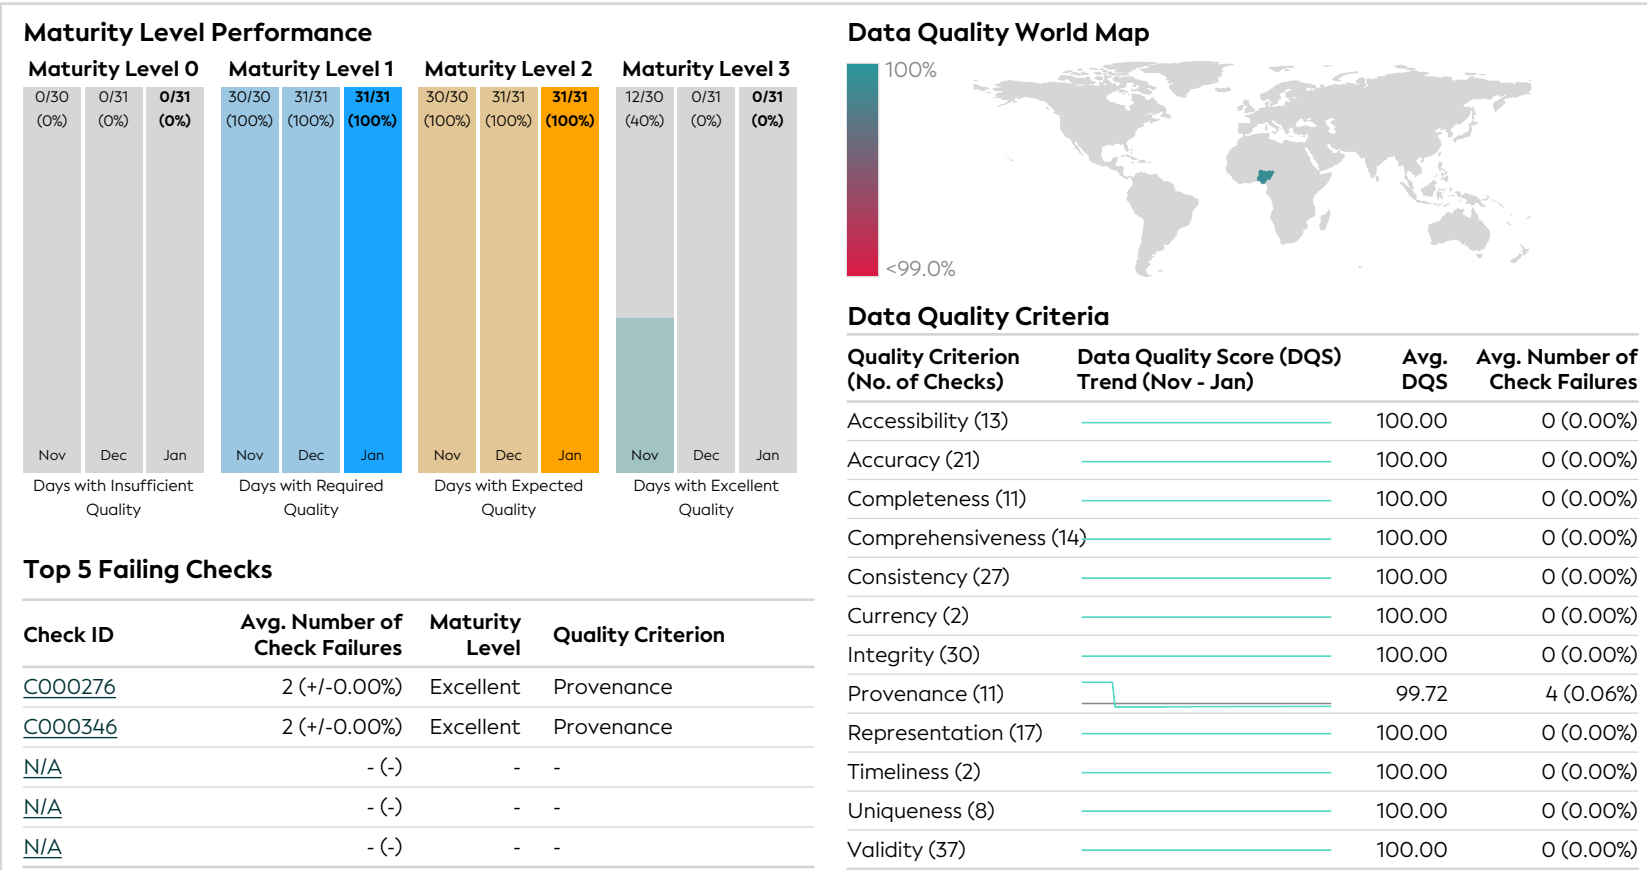 Maturity Level Performance
Maturity Level 0 Maturity Level 1 Maturity Level 2 Maturity Level 3
0/30 0/31 0/31 30/30 31/31 31/31 30/30 31/31 31/31 12/30 0/31 0/31
(0%) (0%) (0%) (100%) (100%) (100%) (100%) (100%) (100%) (40%) (0%) (0%)
Nov Dec Jan Nov Dec Jan Nov Dec Jan Nov Dec Jan
Days with Insufficient Quality
Days with Required Quality
Days with Expected Quality
Days with Excellent Quality
Top 5 Failing Checks
Check ID Avg. Number of Check Failures Maturity Level Quality Criterion
C000276 2 (+/-0.00%) Excellent Provenance
C000346 2 (+/-0.00%) Excellent Provenance
N/A - (-) - -
N/A - (-) - -
N/A - (-) - -
Data Quality World Map
100%
<99.0%
Data Quality Criteria
Quality Criterion (No. of Checks) Data Quality Score (DQS) Trend (Nov - Jan) Avg. DQS Avg. Number of Check Failures
Accessibility (13) 100.00 0 (0.00%)
Accuracy (21) 100.00 0 (0.00%)
Completeness (11) 100.00 0 (0.00%)
Comprehensiveness (14) 100.00 0 (0.00%)
Consistency (27) 100.00 0 (0.00%)
Currency (2) 100.00 0 (0.00%)
Integrity (30) 100.00 0 (0.00%)
Provenance (11) 99.72 4 (0.06%)
Representation (17) 100.00 0 (0.00%)
Timeliness (2) 100.00 0 (0.00%)
Uniqueness (8) 100.00 0 (0.00%)
Validity (37) 100.00 0 (0.00%)